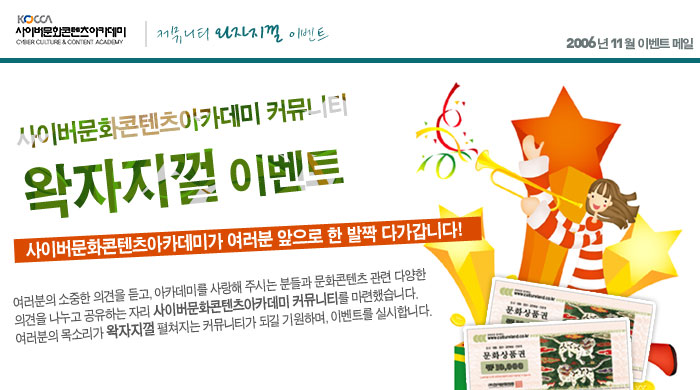 KOCCA
사이버문화콘텐츠아카데미
CYBER CULTURE & CONTENT ACADEMY
커뮤니티 왁자지껄 이벤트
2006년 11월 이벤트 메일
사이버문화콘텐츠아카데미 커뮤니티
왁자지껄 이벤트
사이버문화콘텐츠아카데미가 여러분 앞으로 한 발짝 다가갑니다!
여러분의 소중한 의견을 듣고, 아카데미를 사랑해 주시는 분들과 문화콘텐츠 관련 다양한
의견을 나누고 공유하는 자리 사이버문화콘텐츠아카데미 커뮤니티를 마련했습니다.
여러분의 목소리가 왁자지껄 펼쳐지는 커뮤니티가 되길 기원하며, 이벤트를 실시합니다.
www.cultureland.co.kr
문화상품권
www.cultureland.co.kr
문화상품권
₩10,000